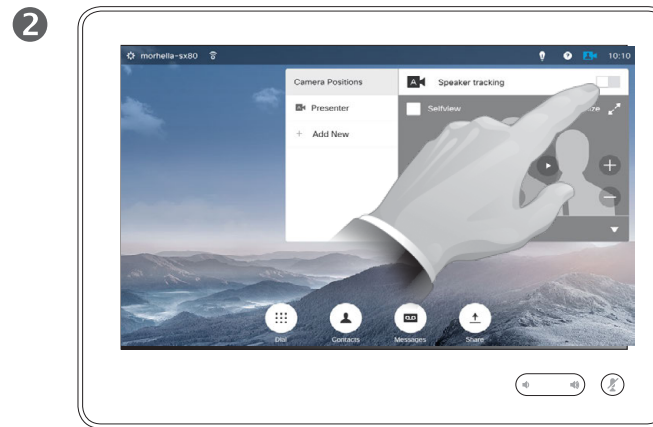 2
morhella-sx80 10:10
Camera Positions
A Speaker tracking
Presenter
Selfview
+ Add New
Dial Contacts Messages Share